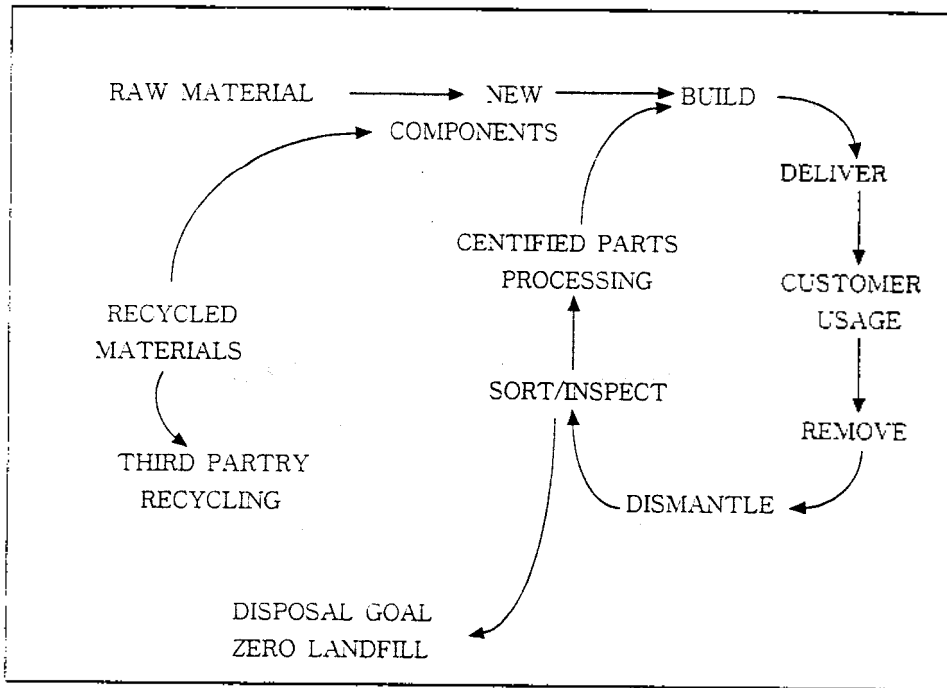 RAW MATERIAL
NEW
COMPONENTS
BUILD
DELIVER
CENTIFIED PARTS
PROCESSING
CUSTOMER
USAGE
RECYCLED
MATERIALS
SORT/INSPECT
REMOVE
THIRD PARTRY
RECYCLING
DISMANTLE
DISPOSAL GOAL
ZERO LANDFILL